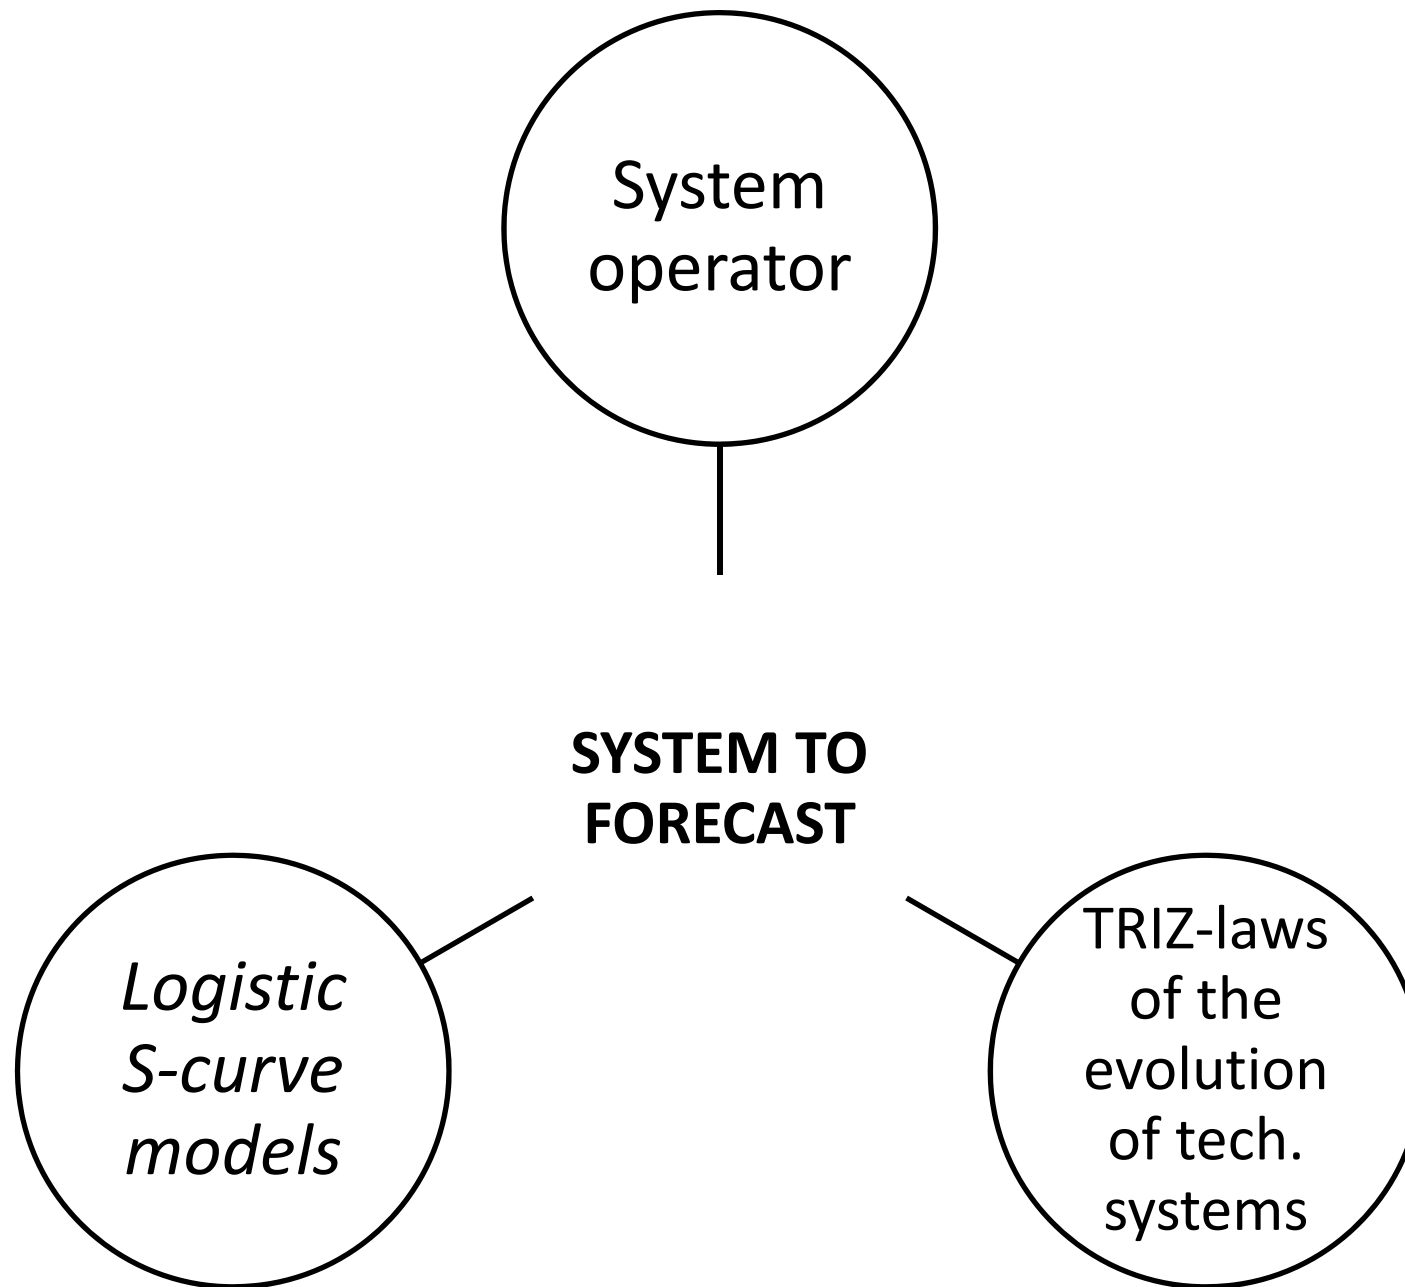 System
operator
SYSTEM TO
FORECAST
Logistic
S-curve
models
TRIZ-laws
of the
evolution
of tech.
systems